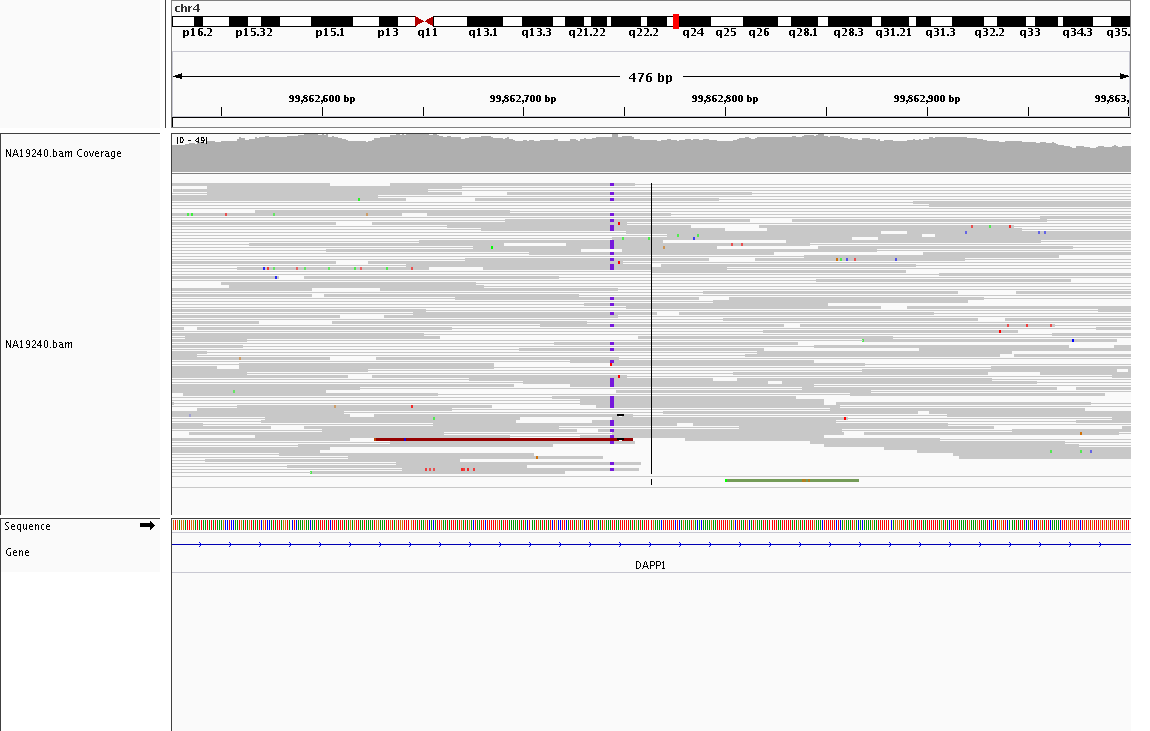 chr4
p16.2 p15.32 p15.1 p13 q11 q13.1 q13.3 q21.22 q22.2 q24 q25 q26 q28.1 q28.3 q31.21 q31.3 q32.2 q33 q34.3 q35.
476 bp
99,862,600 bp 99,862,700 bp 99,862,800 bp 99,862,900 bp 99,863,
[0 - 49]
NA19240.bam Coverage
NA19240.bam
Sequence
Gene
DAPP1